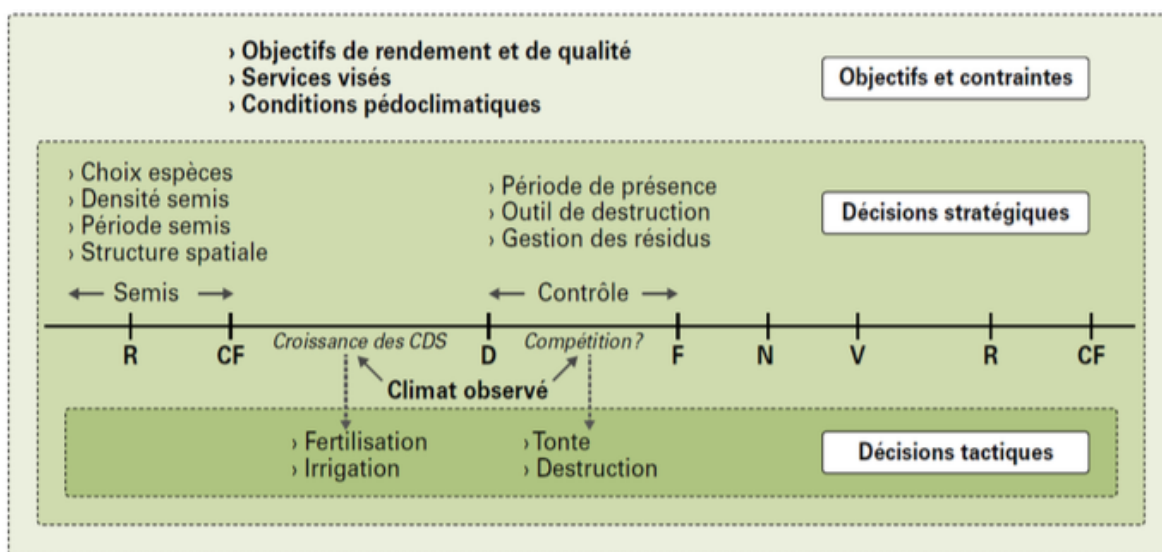 › Objectifs de rendement et de qualité
› Services visés
› Conditions pédoclimatiques
Objectifs et contraintes
› Choix espèces
› Densité semis
› Période semis
› Structure spatiale
› Période de présence
› Outil de destruction
› Gestion des résidus
Décisions stratégiques
Semis
Contrôle
R CF Croissance des CDS D Compétition ? F N V R CF
Climat observé
› Fertilisation
› Irrigation
› Tonte
› Destruction
Décisions tactiques